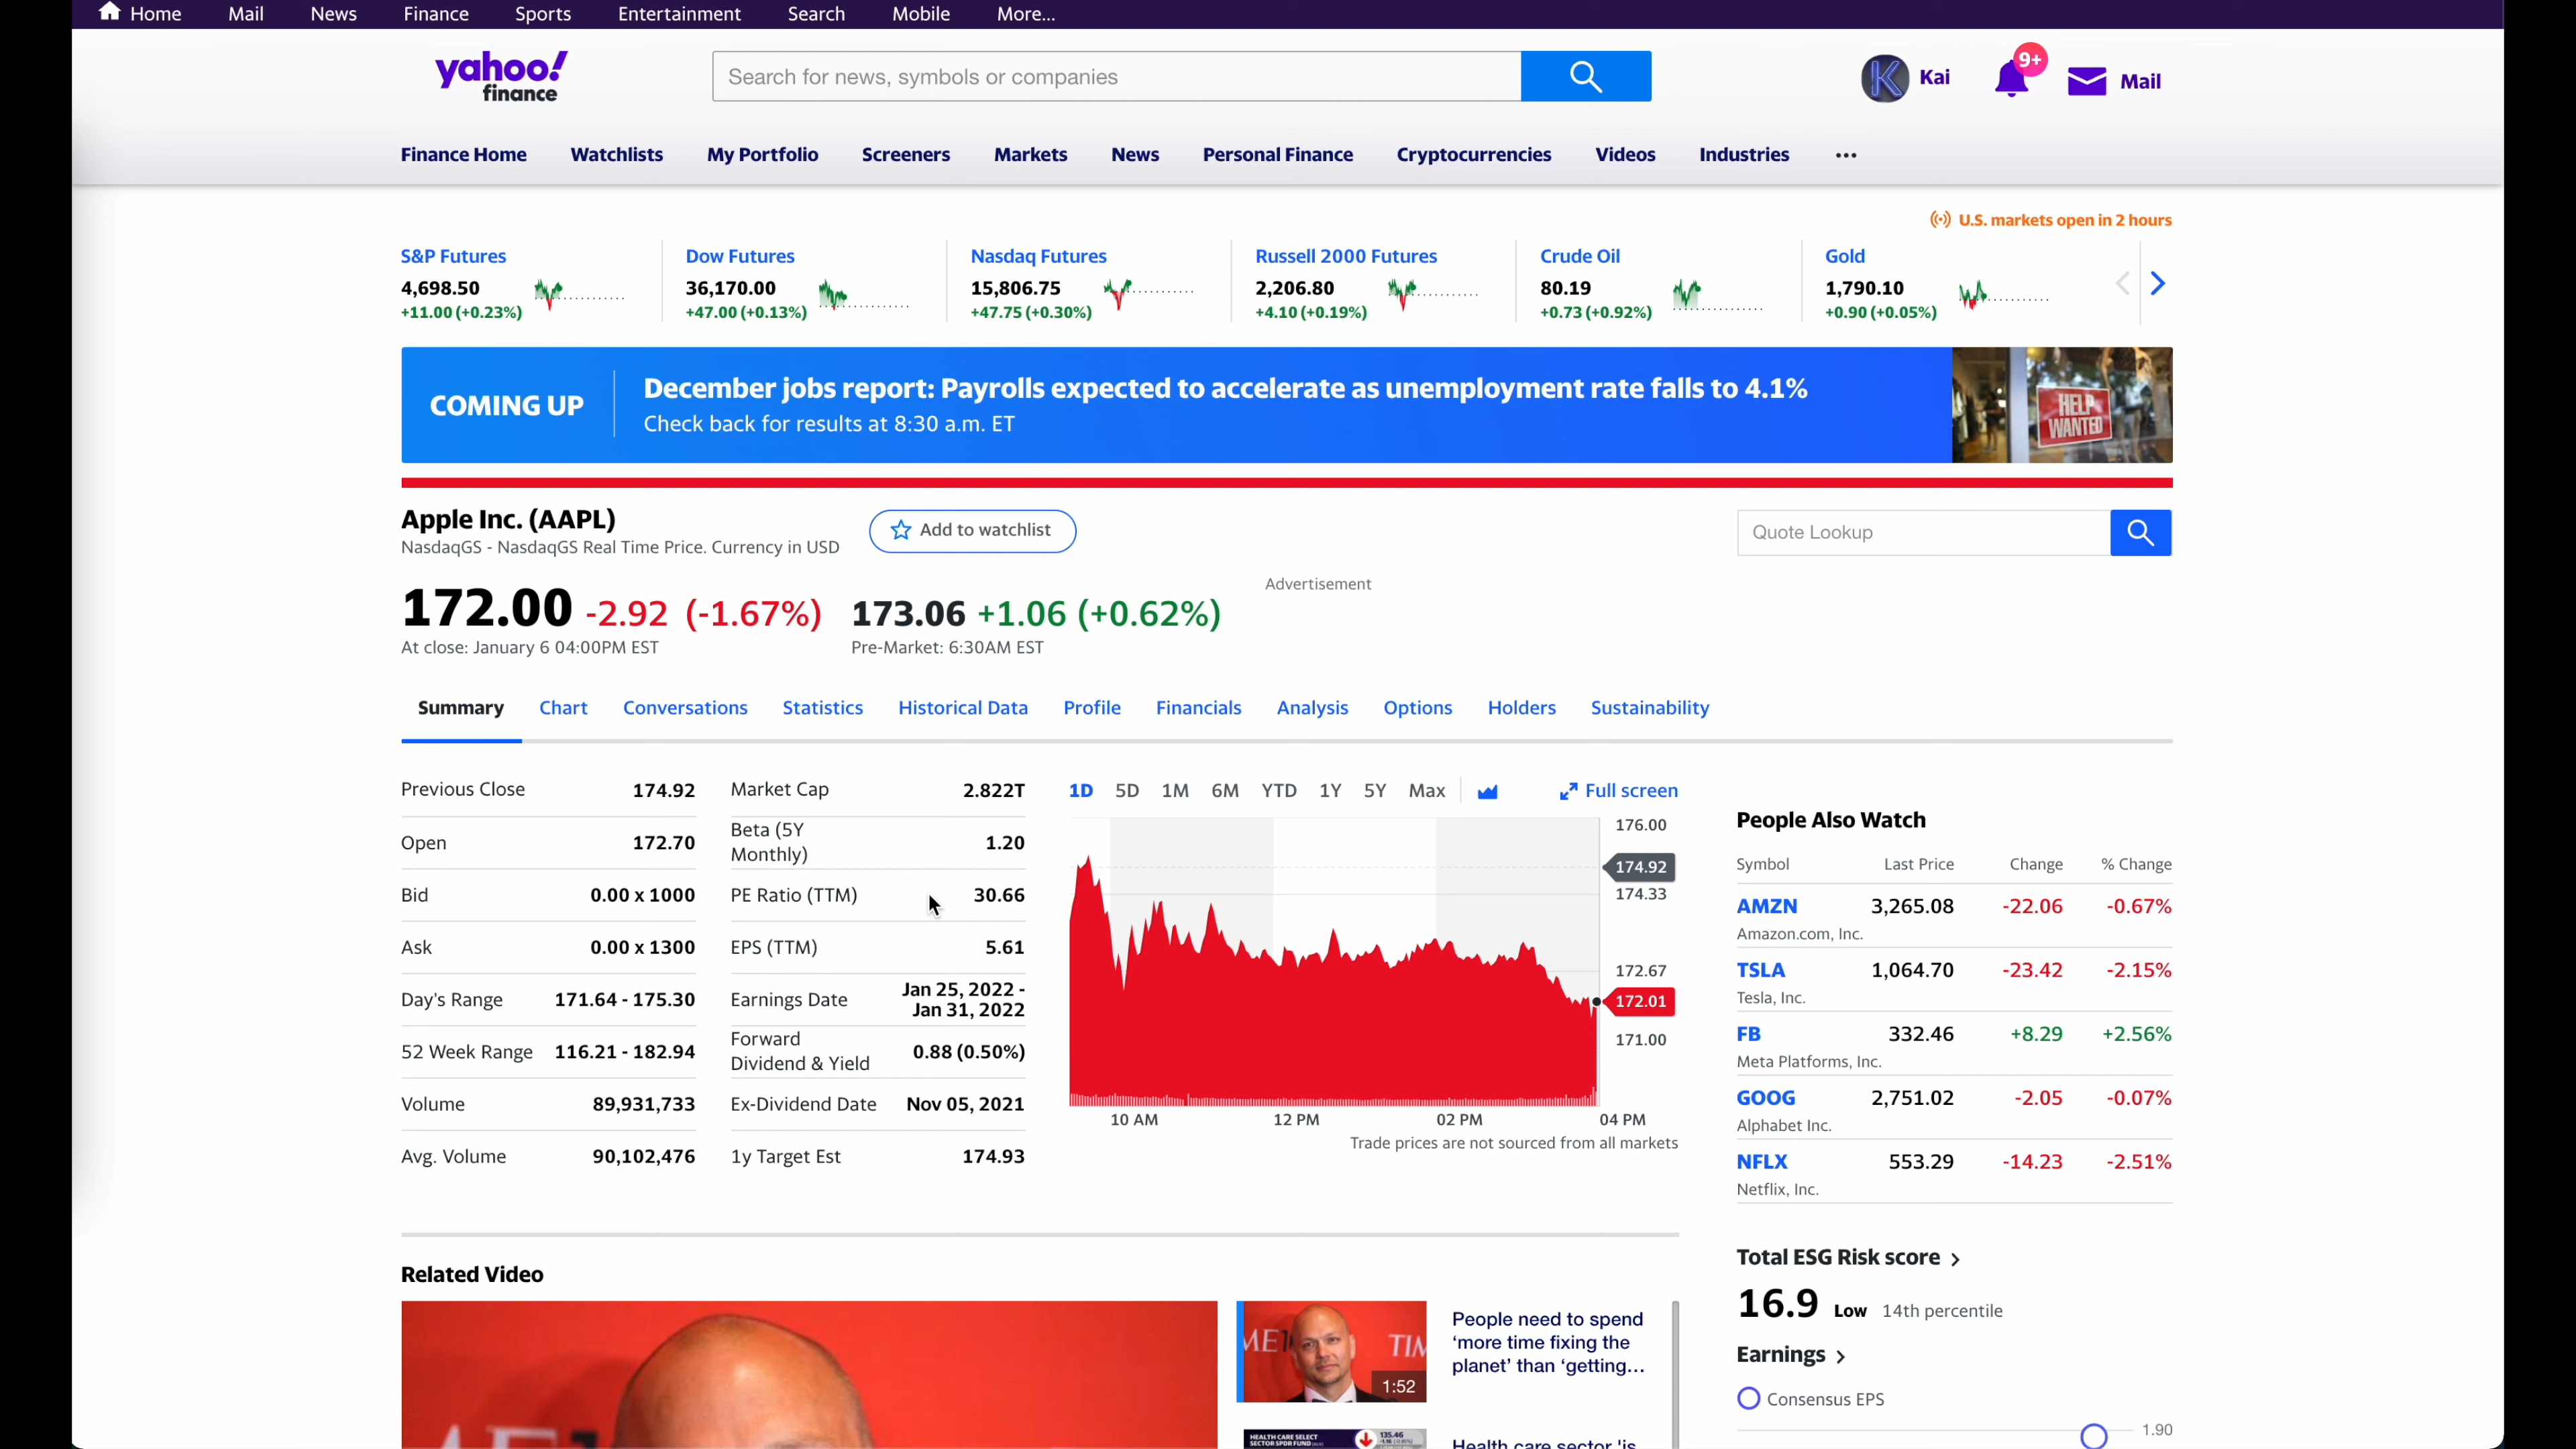 Home Mail News Finance Sports Entertainment Search Mobile More...
yahoo!
finance
Search for news, symbols or companies
K Kai 9+ Mail
Finance Home Watchlists My Portfolio Screeners Markets News Personal Finance Cryptocurrencies Videos Industries ...
U.S. markets open in 2 hours
S&P Futures
4,698.50
+11.00 (+0.23%)
Dow Futures
36,170.00
+47.00 (+0.13%)
Nasdaq Futures
15,806.75
+47.75 (+0.30%)
Russell 2000 Futures
2,206.80
+4.10 (+0.19%)
Crude Oil
80.19
+0.73 (+0.92%)
Gold
1,790.10
+0.90 (+0.05%)
COMING UP
December jobs report: Payrolls expected to accelerate as unemployment rate falls to 4.1%
Check back for results at 8:30 a.m. ET
HELP
WANTED
Apple Inc. (AAPL)
NasdaqGS - NasdaqGS Real Time Price. Currency in USD
Add to watchlist
Quote Lookup
Advertisement
172.00 -2.92 (-1.67%)
At close: January 6 04:00PM EST
173.06 +1.06 (+0.62%)
Pre-Market: 6:30AM EST
Summary Chart Conversations Statistics Historical Data Profile Financials Analysis Options Holders Sustainability
Previous Close 174.92
Open 172.70
Bid 0.00 x 1000
Ask 0.00 x 1300
Day's Range 171.64 - 175.30
52 Week Range 116.21 - 182.94
Volume 89,931,733
Avg. Volume 90,102,476
Market Cap 2.822T
Beta (5Y
Monthly) 1.20
PE Ratio (TTM) 30.66
EPS (TTM) 5.61
Earnings Date Jan 25, 2022 -
Jan 31, 2022
Forward
Dividend & Yield 0.88 (0.50%)
Ex-Dividend Date Nov 05, 2021
1y Target Est 174.93
1D 5D 1M 6M YTD 1Y 5Y Max Full screen
176.00
174.92
174.33
172.67
172.01
171.00
10 AM 12 PM 02 PM 04 PM
Trade prices are not sourced from all markets
People Also Watch
Symbol Last Price Change % Change
AMZN 3,265.08 -22.06 -0.67%
Amazon.com, Inc.
TSLA 1,064.70 -23.42 -2.15%
Tesla, Inc.
FB 332.46 +8.29 +2.56%
Meta Platforms, Inc.
GOOG 2,751.02 -2.05 -0.07%
Alphabet Inc.
NFLX 553.29 -14.23 -2.51%
Netflix, Inc.
Total ESG Risk score
16.9 Low 14th percentile
Earnings
Consensus EPS
1.90
Related Video
ME TIM
1:52
People need to spend
‘more time fixing the
planet’ than ‘getting...
HEALTH CARE SELECT
SECTOR SPDR FUND
135.46
Health care sector 'is